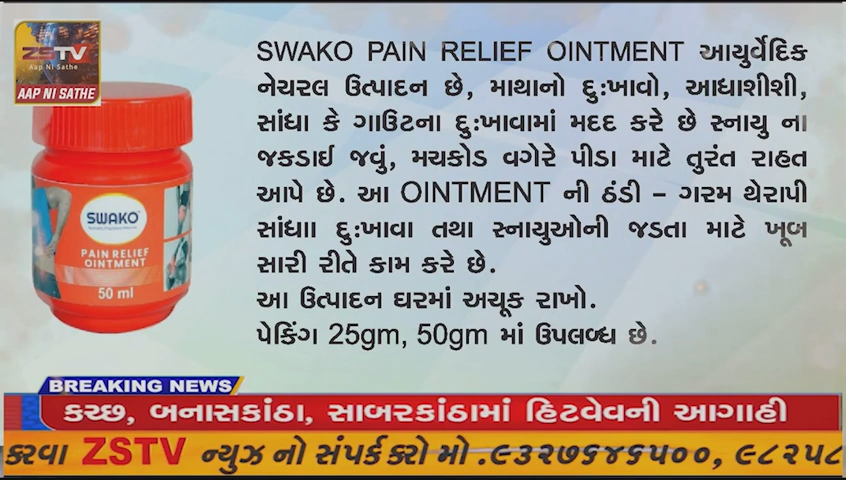 ZSTV
Aap Ni Sathe
AAP NI SATHE
SWAKO PAIN RELIEF OINTMENT આયુર્વેદિક
નેચરલ ઉત્પાદન છે, માથાનો દુઃખાવો, આધાશીશી,
સાંધા કે ગાઉટના દુઃખાવામાં મદદ કરે છે સ્નાયુ ના
જકડાઈ જવું, મચકોડ વગેરે પીડા માટે તુરંત રાહત
આપે છે. આ OINTMENT ની ઠંડી – ગરમ થેરાપી
સાંધાા દુઃખાવા તથા સ્નાયુઓની જડતા માટે ખૂબ
સારી રીતે કામ કરે છે.
આ ઉત્પાદન ઘરમાં અચૂક રાખો.
પેકિંગ 25gm, 50gm માં ઉપલબ્ધ છે.
SWAKO
PAIN RELIEF
OINTMENT
50 ml
BREAKING NEWS
કચ્છ, બનાસકાંઠા, સાબરકાંઠામાં હિટવેવની આગાહી
કરવા ZSTV ન્યુઝ નો સંપર્ક કરો મો .૯૩૨૭૬૪૬૫૦૦, ૯૮૨૫૮